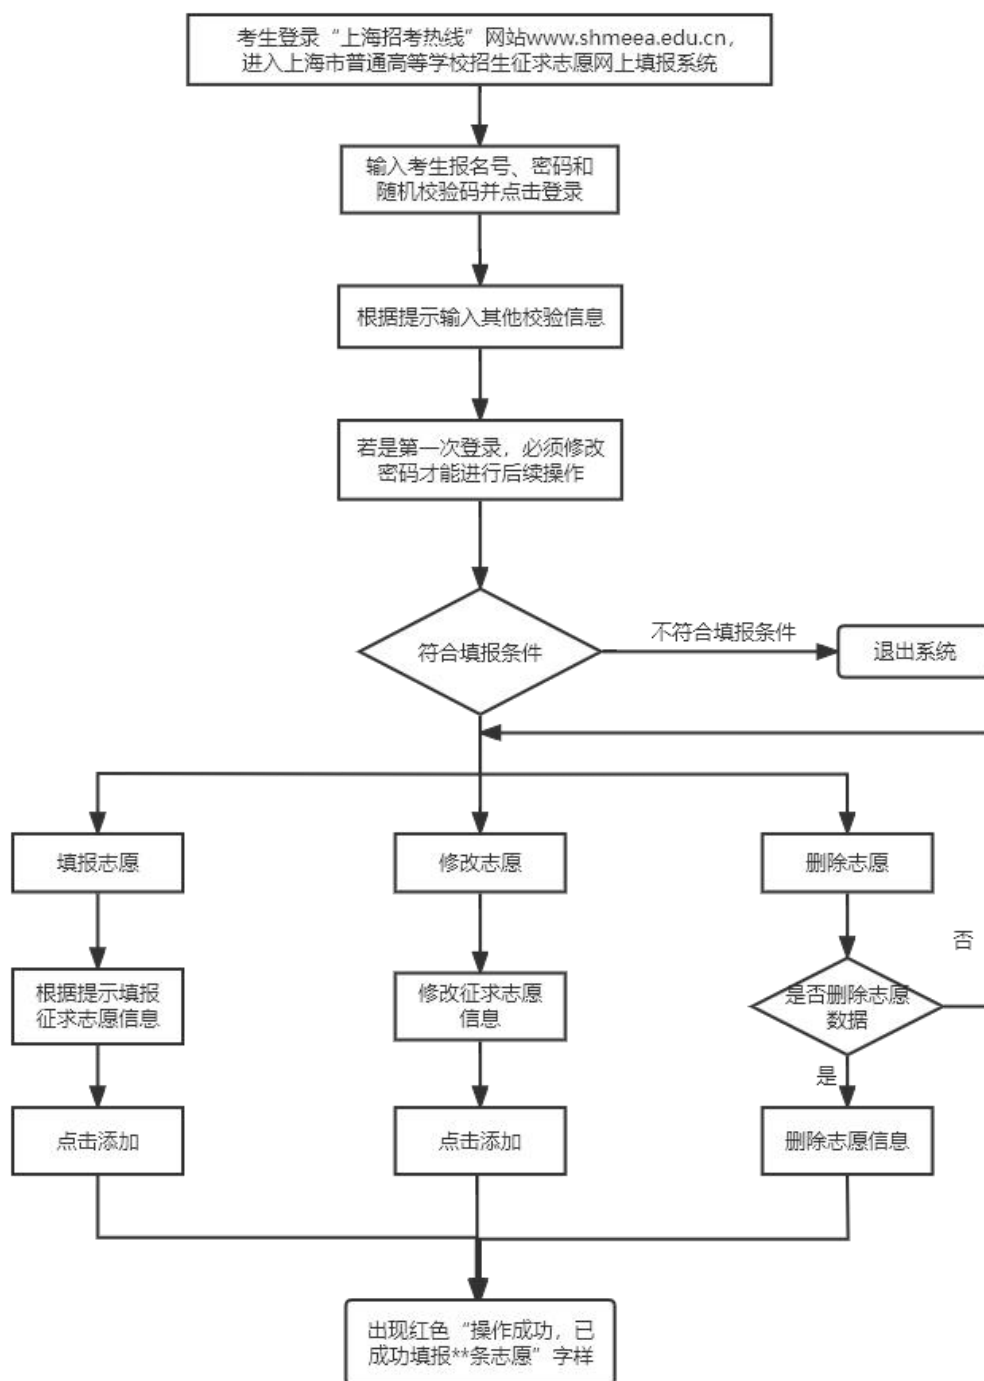 考生登录“上海招考热线”网站www.shmeea.edu.cn，
进入上海市普通高等学校招生征求志愿网上填报系统
输入考生报名号、密码和
随机校验码并点击登录
根据提示输入其他校验信息
若是第一次登录，必须修改
密码才能进行后续操作
符合填报条件
不符合填报条件
退出系统
填报志愿
修改志愿
删除志愿
否
根据提示填报
征求志愿信息
修改征求志愿
信息
是否删除志愿
数据
是
点击添加
点击添加
删除志愿信息
出现红色“操作成功，已
成功填报**条志愿”字样